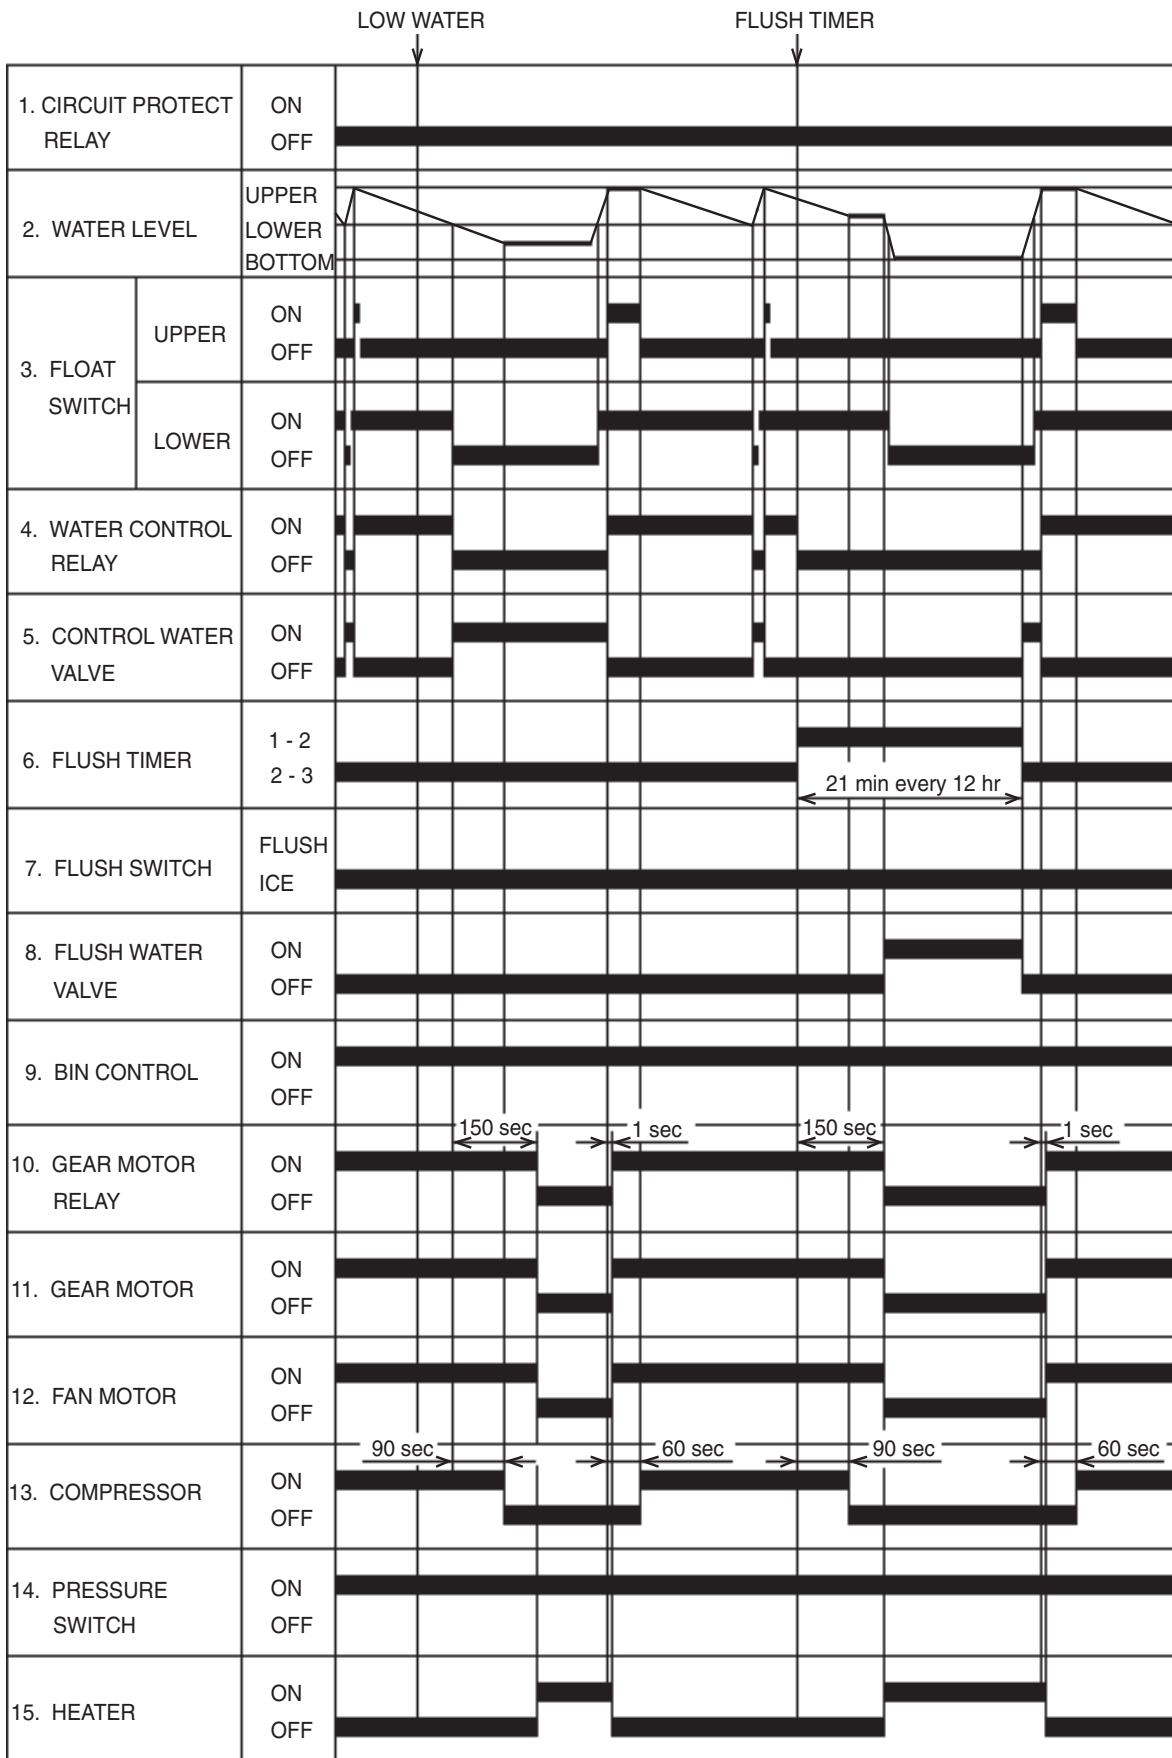 LOW WATER
FLUSH TIMER
1. CIRCUIT PROTECT
RELAY
ON
OFF
2. WATER LEVEL
UPPER
LOWER
BOTTOM
3. FLOAT
SWITCH
UPPER
ON
OFF
LOWER
ON
OFF
4. WATER CONTROL
RELAY
ON
OFF
5. CONTROL WATER
VALVE
ON
OFF
6. FLUSH TIMER
1 - 2
2 - 3
21 min every 12 hr
7. FLUSH SWITCH
FLUSH
ICE
8. FLUSH WATER
VALVE
ON
OFF
9. BIN CONTROL
ON
OFF
150 sec
1 sec
150 sec
1 sec
10. GEAR MOTOR
RELAY
ON
OFF
11. GEAR MOTOR
ON
OFF
12. FAN MOTOR
ON
OFF
90 sec
60 sec
90 sec
60 sec
13. COMPRESSOR
ON
OFF
14. PRESSURE
SWITCH
ON
OFF
15. HEATER
ON
OFF